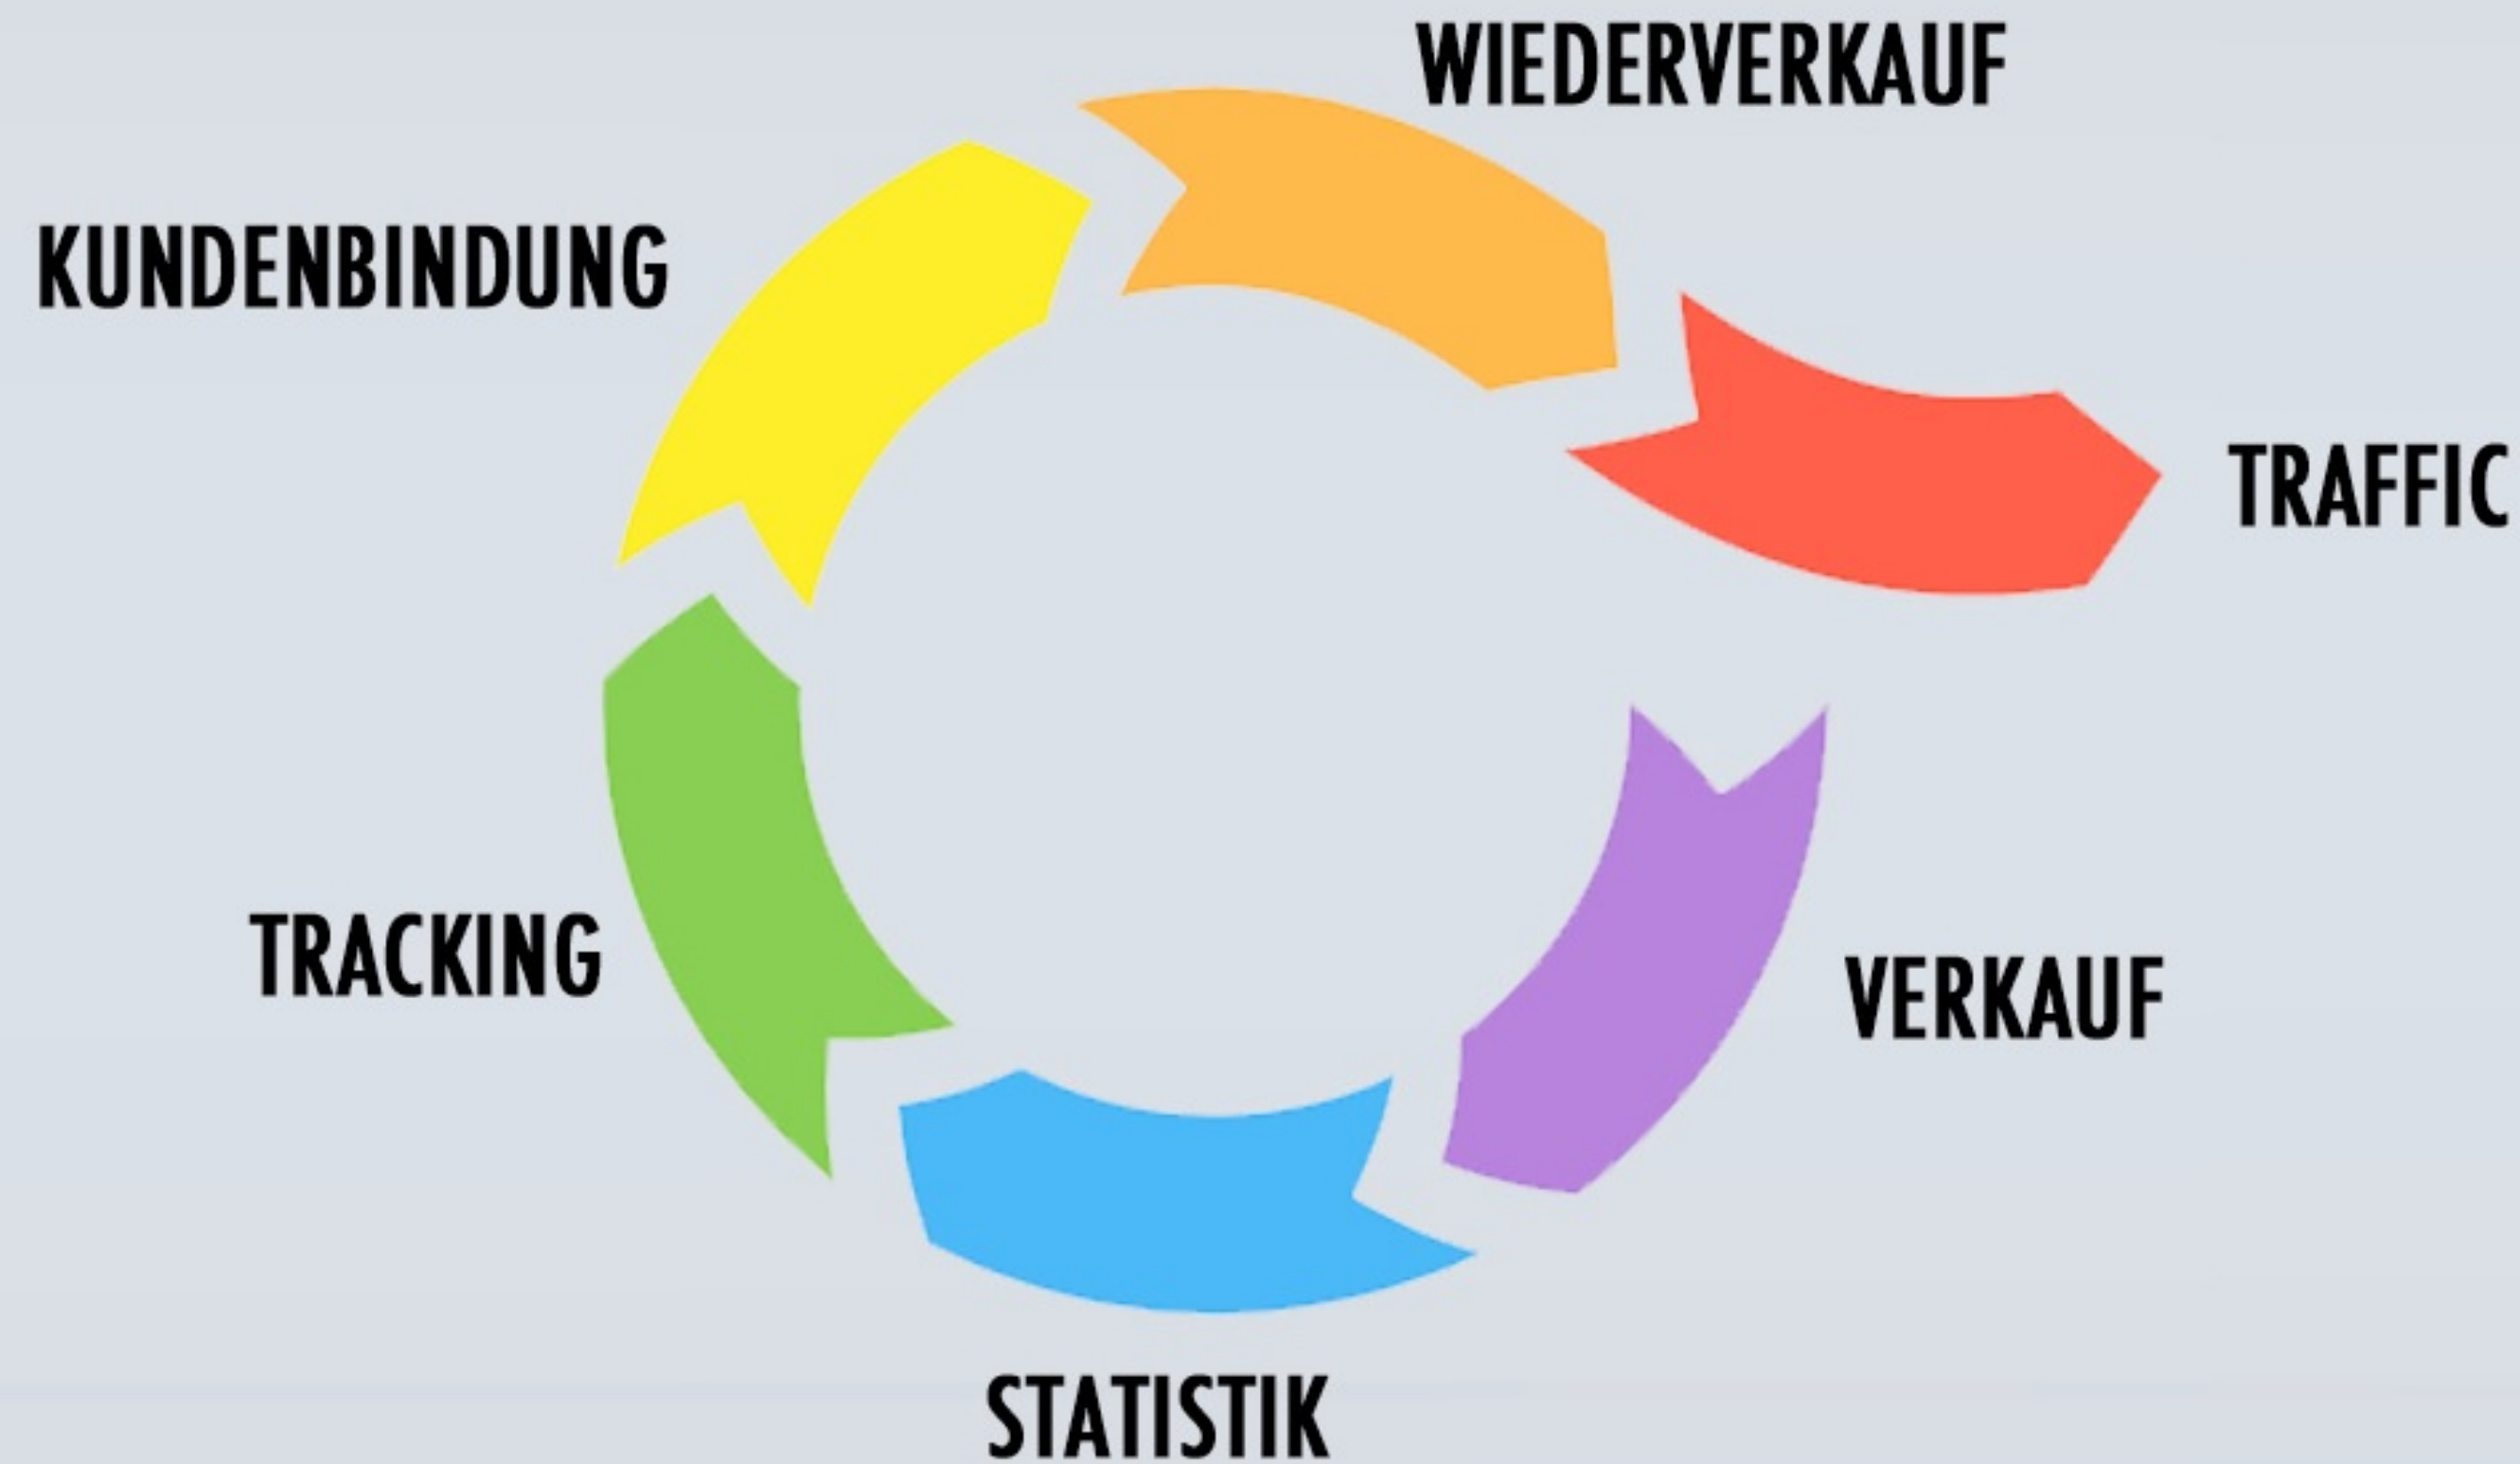 WIEDERVERKAUF
KUNDENBINDUNG
TRAFFIC
TRACKING
VERKAUF
STATISTIK